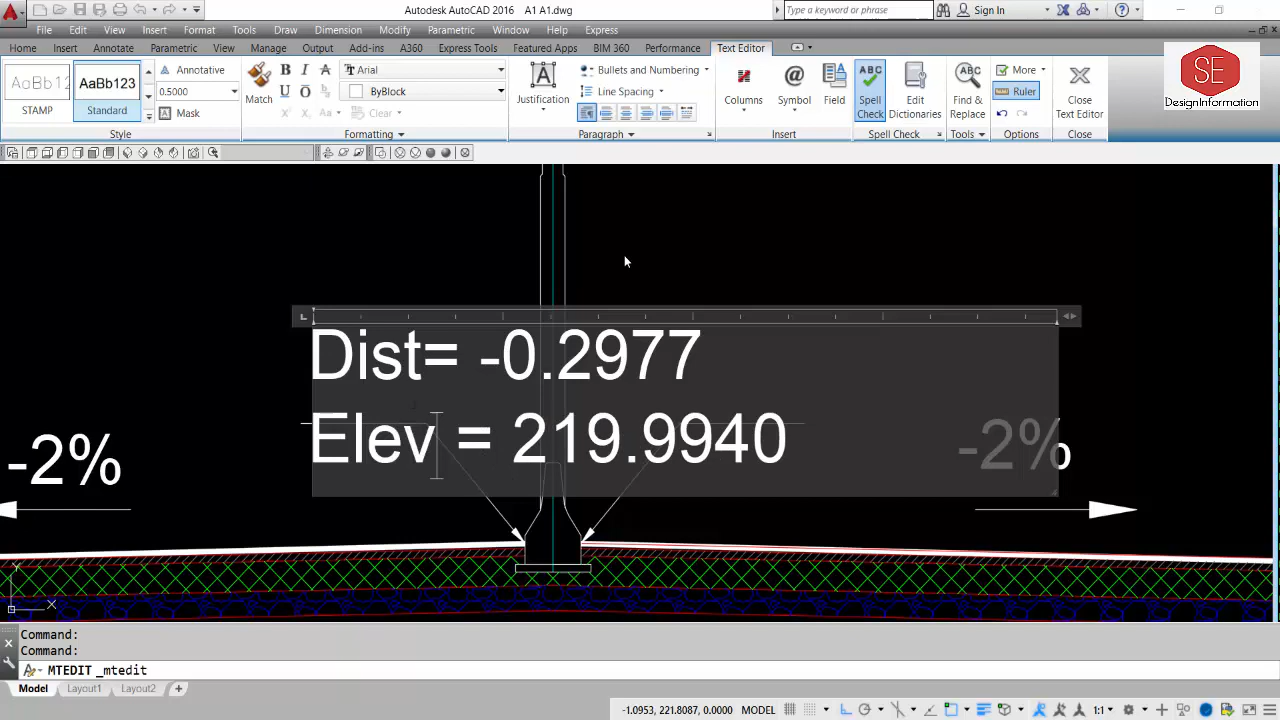 Autodesk AutoCAD 2016 A1 A1.dwg
Type a keyword or phrase
Sign In
File Edit View Insert Format Tools Draw Dimension Modify Parametric Window Help Express
Home Insert Annotate Parametric View Manage Output Add-ins A360 Express Tools Featured Apps BIM 360 Performance Text Editor
AaBb12
STAMP
AaBb123
Standard
Annotative
0.5000
Mask
Style
Match
B I A
U O
Aa
Clear
Arial
ByBlock
Formatting
Justification
Bullets and Numbering
Line Spacing
Paragraph
Columns
Symbol
Field
Insert
ABC
Spell
Check
Edit
Dictionaries
Spell Check
ABC
Find &
Replace
Tools
More
Ruler
Options
Close
Text Editor
Close
SE
DesignInformation
Dist= -0.2977
Elev = 219.9940
-2%
-2%
Y
X
Command:
Command:
MTEDIT _mtedit
Model Layout1 Layout2 +
-1.0953, 221.8087, 0.0000 MODEL
1:1